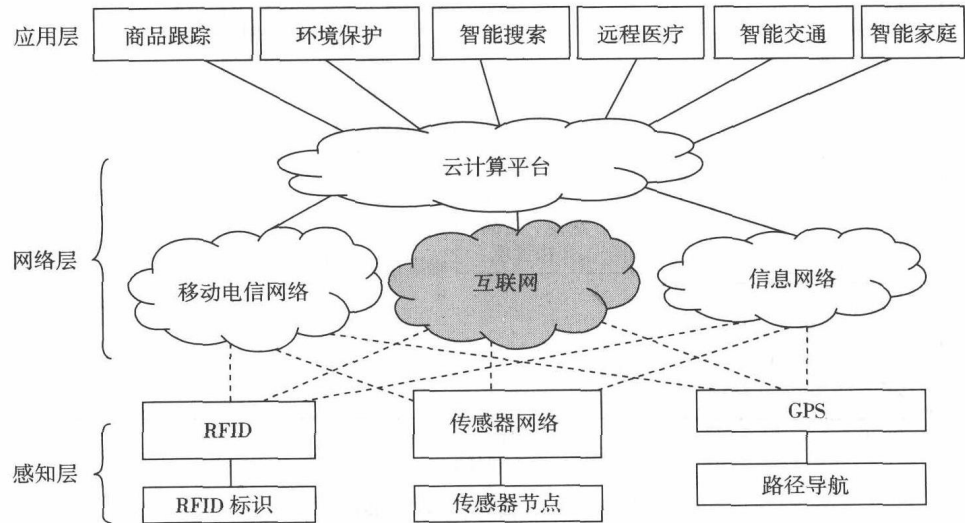 应用层
商品跟踪
环境保护
智能搜索
远程医疗
智能交通
智能家庭
云计算平台
网络层
移动电信网络
互联网
信息网络
感知层
RFID
传感器网络
GPS
RFID 标识
传感器节点
路径导航